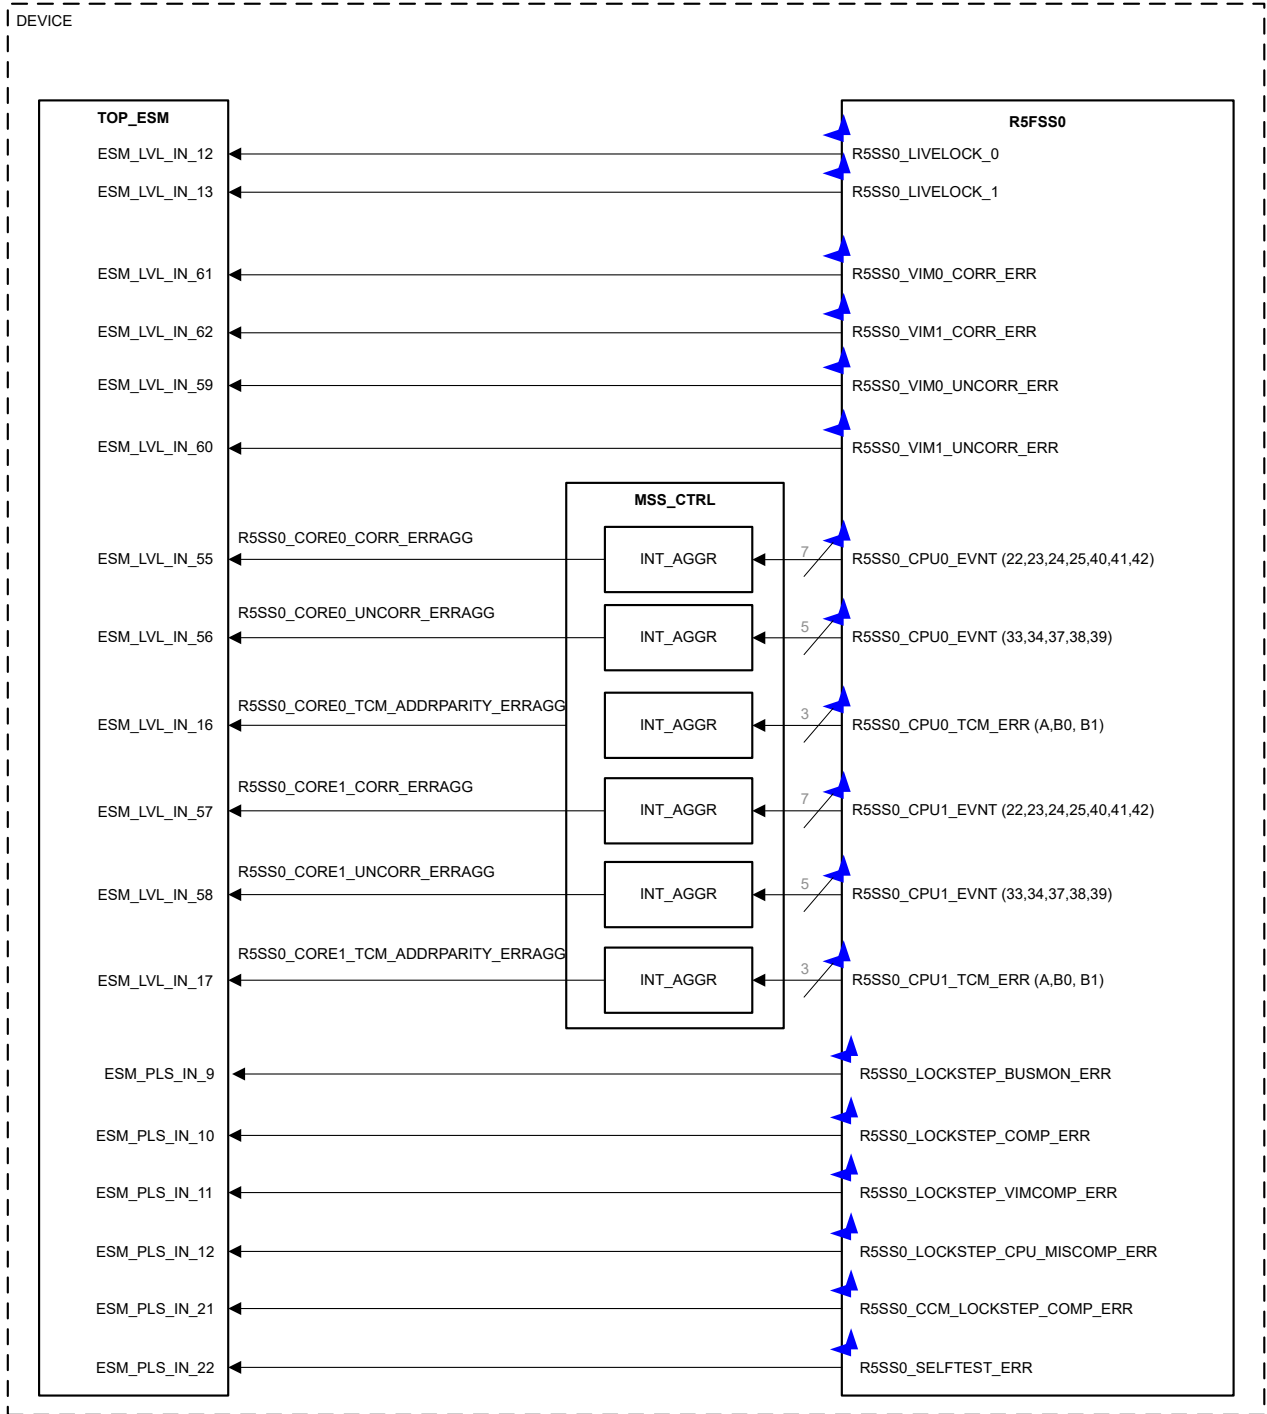 DEVICE
TOP_ESM
R5FSS0
ESM_LVL_IN_12
R5SS0_LIVELOCK_0
ESM_LVL_IN_13
R5SS0_LIVELOCK_1
ESM_LVL_IN_61
R5SS0_VIM0_CORR_ERR
ESM_LVL_IN_62
R5SS0_VIM1_CORR_ERR
ESM_LVL_IN_59
R5SS0_VIM0_UNCORR_ERR
ESM_LVL_IN_60
R5SS0_VIM1_UNCORR_ERR
MSS_CTRL
R5SS0_CORE0_CORR_ERRAGG
ESM_LVL_IN_55
INT_AGGR
7
R5SS0_CPU0_EVNT (22,23,24,25,40,41,42)
R5SS0_CORE0_UNCORR_ERRAGG
ESM_LVL_IN_56
INT_AGGR
5
R5SS0_CPU0_EVNT (33,34,37,38,39)
R5SS0_CORE0_TCM_ADDRPARITY_ERRAGG
ESM_LVL_IN_16
INT_AGGR
3
R5SS0_CPU0_TCM_ERR (A,B0, B1)
R5SS0_CORE1_CORR_ERRAGG
ESM_LVL_IN_57
INT_AGGR
7
R5SS0_CPU1_EVNT (22,23,24,25,40,41,42)
R5SS0_CORE1_UNCORR_ERRAGG
ESM_LVL_IN_58
INT_AGGR
5
R5SS0_CPU1_EVNT (33,34,37,38,39)
R5SS0_CORE1_TCM_ADDRPARITY_ERRAGG
ESM_LVL_IN_17
INT_AGGR
3
R5SS0_CPU1_TCM_ERR (A,B0, B1)
ESM_PLS_IN_9
R5SS0_LOCKSTEP_BUSMON_ERR
ESM_PLS_IN_10
R5SS0_LOCKSTEP_COMP_ERR
ESM_PLS_IN_11
R5SS0_LOCKSTEP_VIMCOMP_ERR
ESM_PLS_IN_12
R5SS0_LOCKSTEP_CPU_MISCOMP_ERR
ESM_PLS_IN_21
R5SS0_CCM_LOCKSTEP_COMP_ERR
ESM_PLS_IN_22
R5SS0_SELFTEST_ERR